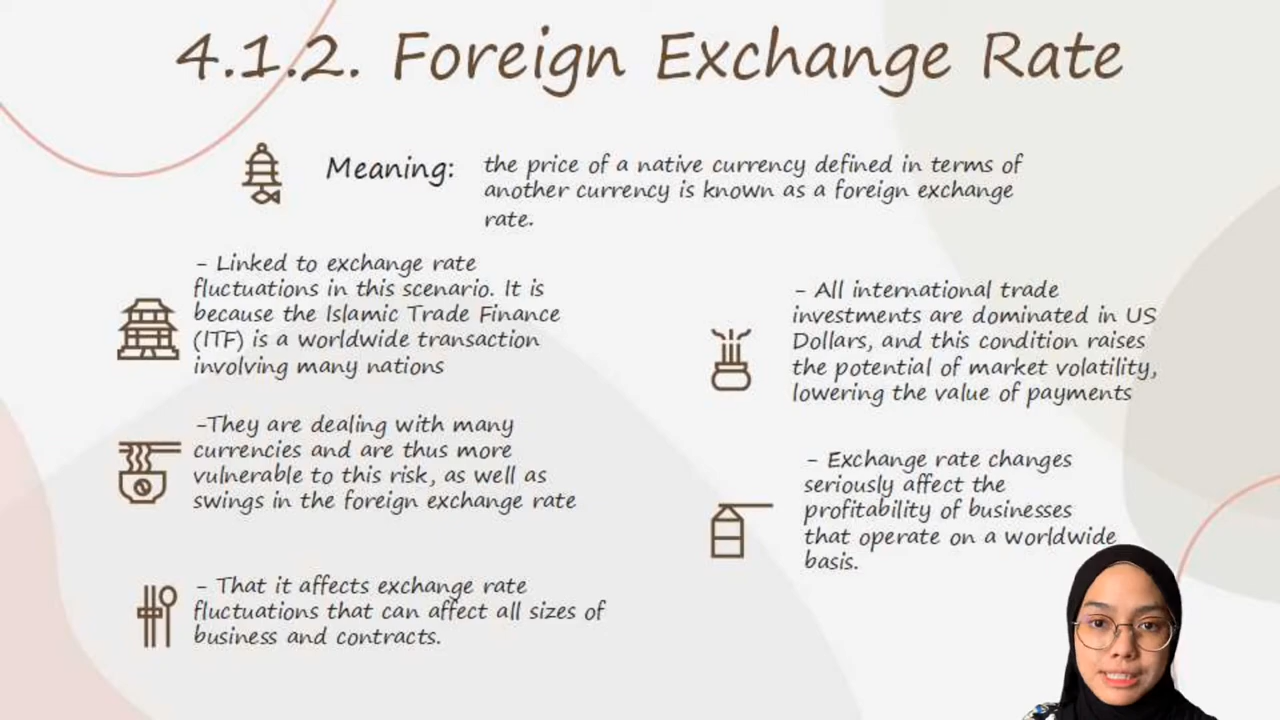 4.1.2. Foreign Exchange Rate
Meaning:
the price of a native currency defined in terms of
another currency is known as a foreign exchange
rate.
- Linked to exchange rate
fluctuations in this scenario. It is
because the Islamic Trade Finance
(ITF) is a worldwide transaction
involving many nations
-They are dealing with many
currencies and are thus more
vulnerable to this risk, as well as
swings in the foreign exchange rate
- That it affects exchange rate
fluctuations that can affect all sizes of
business and contracts.
- All international trade
investments are dominated in US
Dollars, and this condition raises
the potential of market volatility,
lowering the value of payments
- Exchange rate changes
seriously affect the
profitability of businesses
that operate on a worldwide
basis.